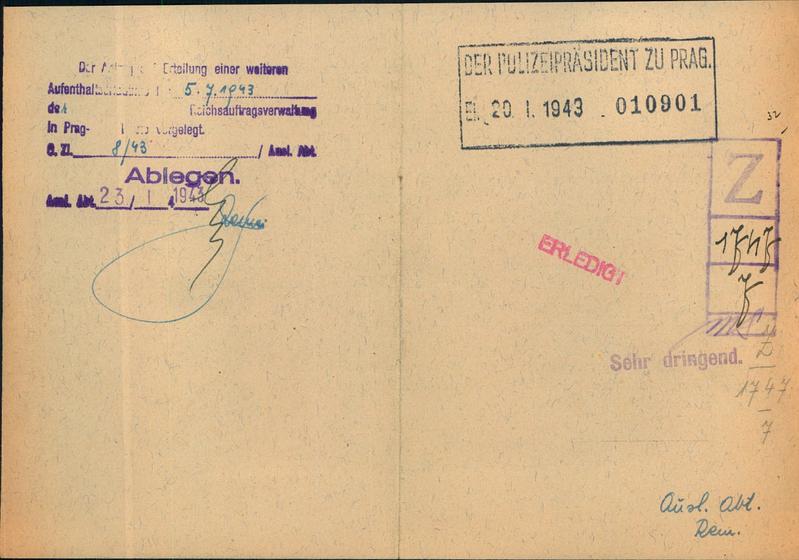 Der Antrag auf Erteilung einer weiteren
5.7.1943
Reichsauftragsverwaltung
in Prag- vorgelegt.
G. Zl. 8/43 / Ausl. Abt.
Ablegen.
Ausl. Abt. 23 / I. 1943
DER POLIZEIPRÄSIDENT ZU PRAG.
20. I. 1943 010901
32
Z
1747
7
ERLEDIGT
Sehr dringend.
Z
1747
7
Ausl. Abt.
Rem.